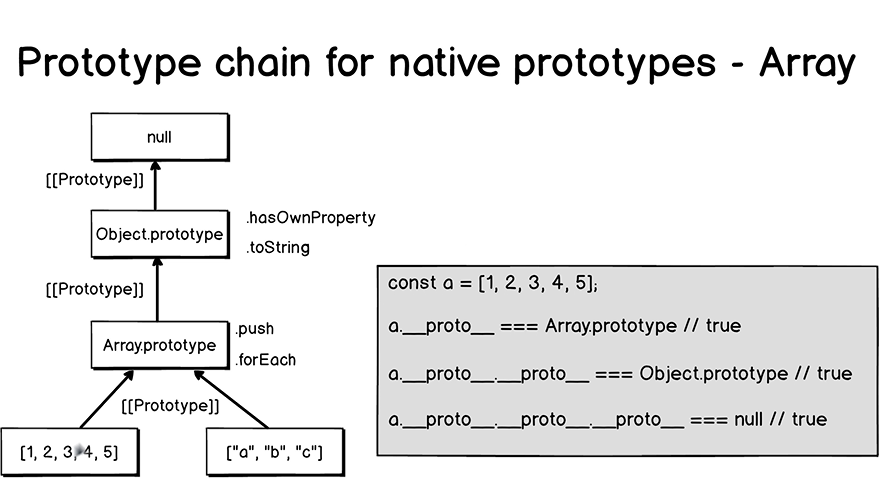 Prototype chain for native prototypes - Array
null
[[Prototype]]
Object.prototype
.hasOwnProperty
.toString
[[Prototype]]
Array.prototype
.push
.forEach
[[Prototype]]
[1, 2, 3, 4, 5]
["a", "b", "c"]
const a = [1, 2, 3, 4, 5];
a.__proto__ === Array.prototype // true
a.__proto__.__proto__ === Object.prototype // true
a.__proto__.__proto__.__proto__ === null // true